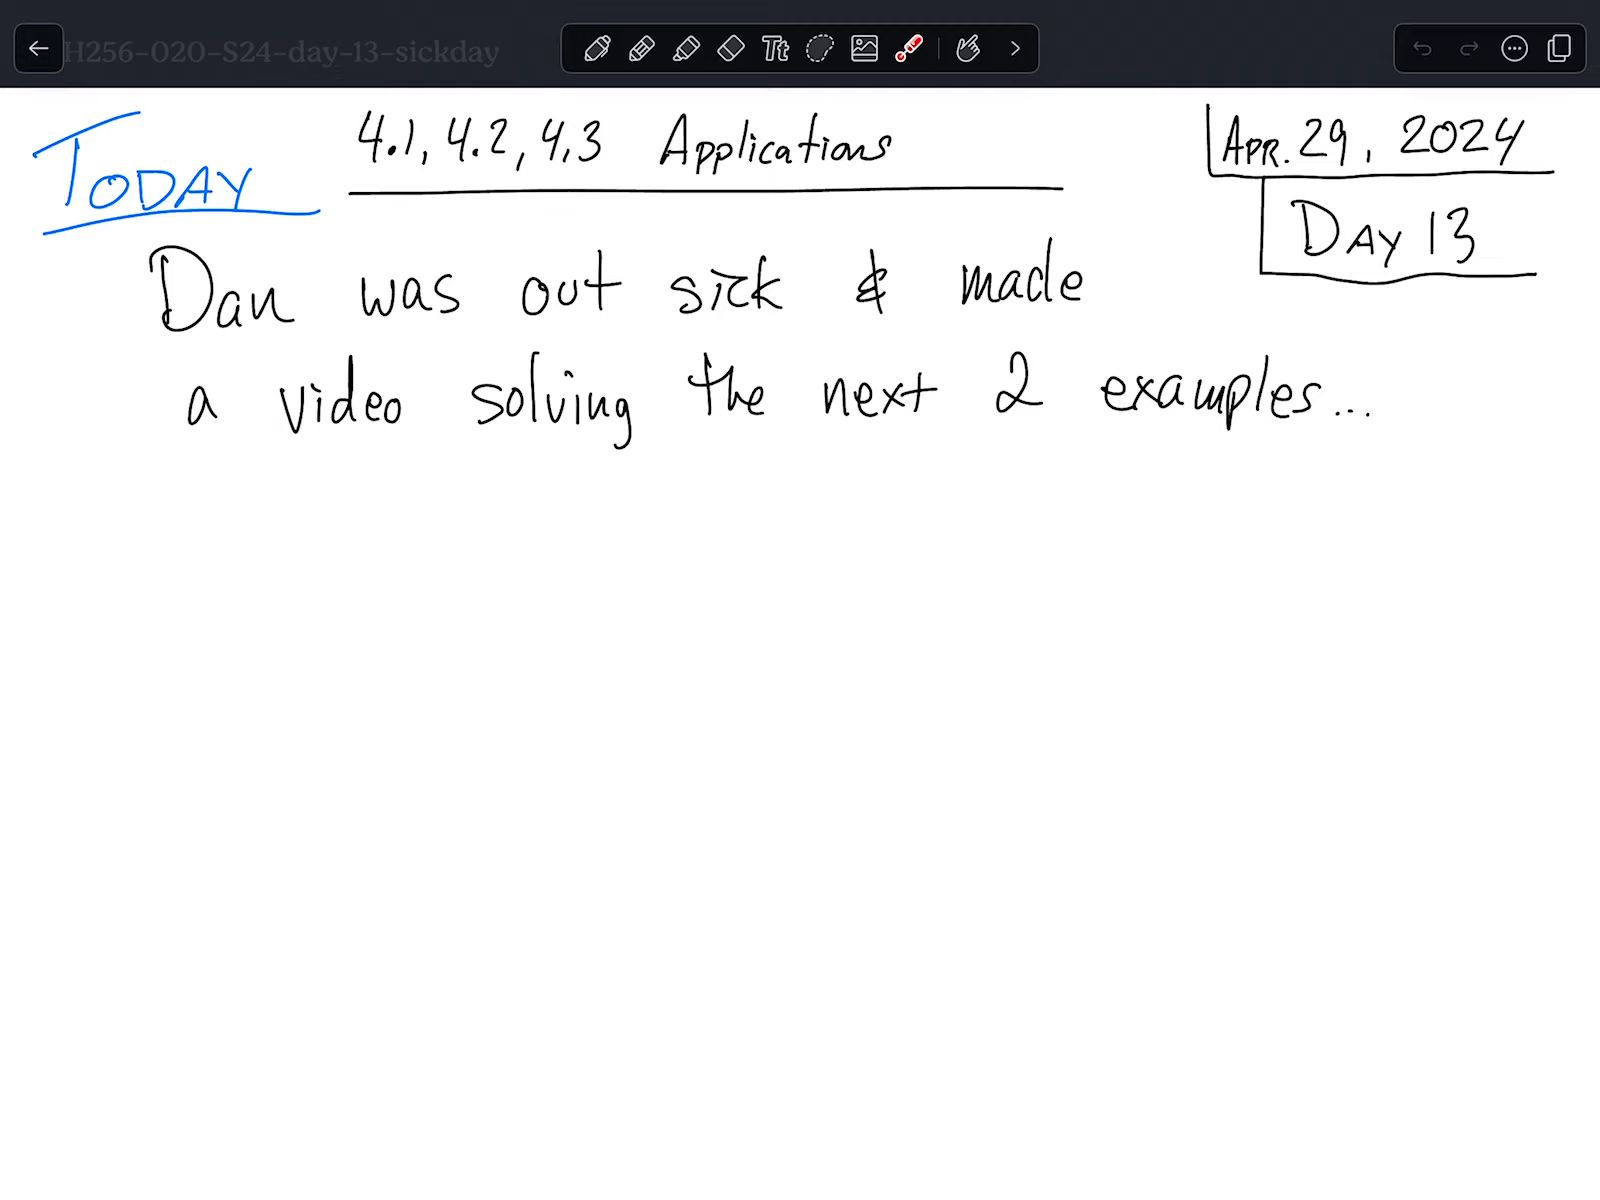 H256-020-S24-day-13-sickday
Tt
TODAY
4.1, 4.2, 4.3 Applications
APR. 29, 2024
DAY 13
Dan was out sick & made
a video solving the next 2 examples...